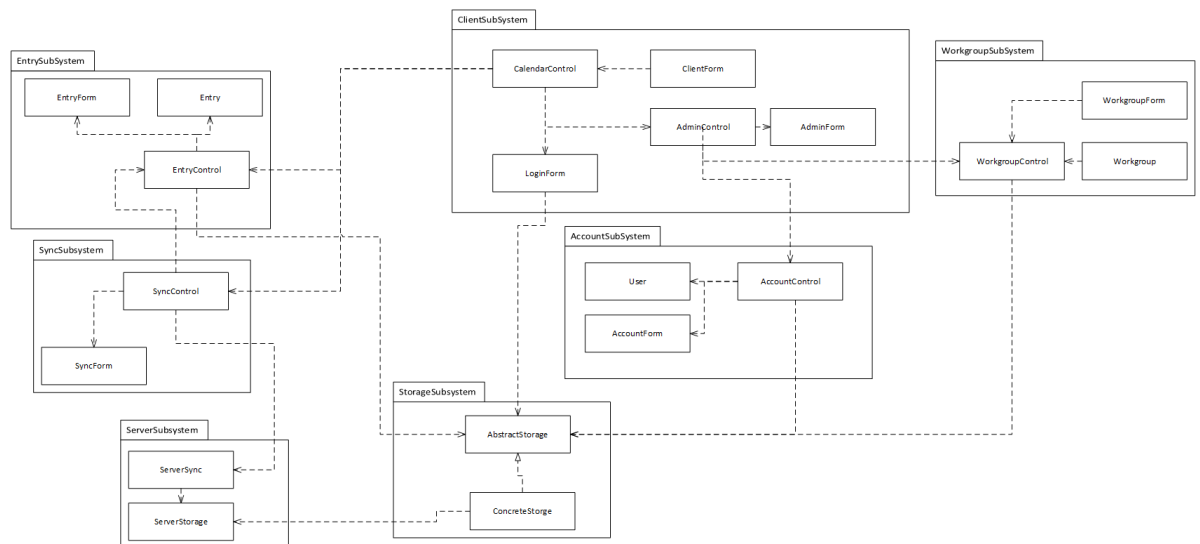 ClientSubSystem
CalendarControl
ClientForm
AdminControl
AdminForm
LoginForm
EntrySubSystem
EntryForm
Entry
EntryControl
WorkgroupSubSystem
WorkgroupForm
WorkgroupControl
Workgroup
SyncSubsystem
SyncControl
SyncForm
AccountSubSystem
User
AccountControl
AccountForm
StorageSubsystem
AbstractStorage
ConcreteStorge
ServerSubsystem
ServerSync
ServerStorage